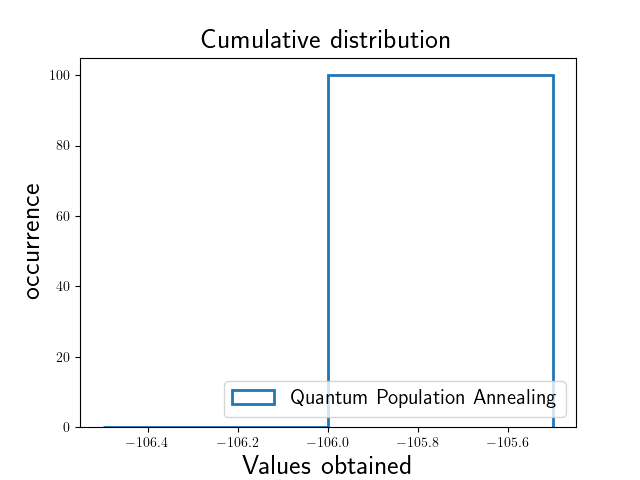 Cumulative distribution
100
80
60
40
20
0
occurrence
Quantum Population Annealing
−106.4 −106.2 −106.0 −105.8 −105.6
Values obtained